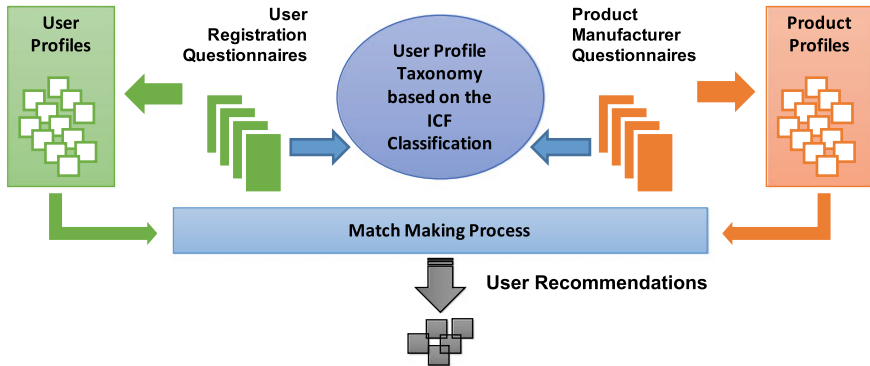 User
Profiles
User
Registration
Questionnaires
User Profile
Taxonomy
based on the
ICF
Classification
Product
Manufacturer
Questionnaires
Product
Profiles
Match Making Process
User Recommendations